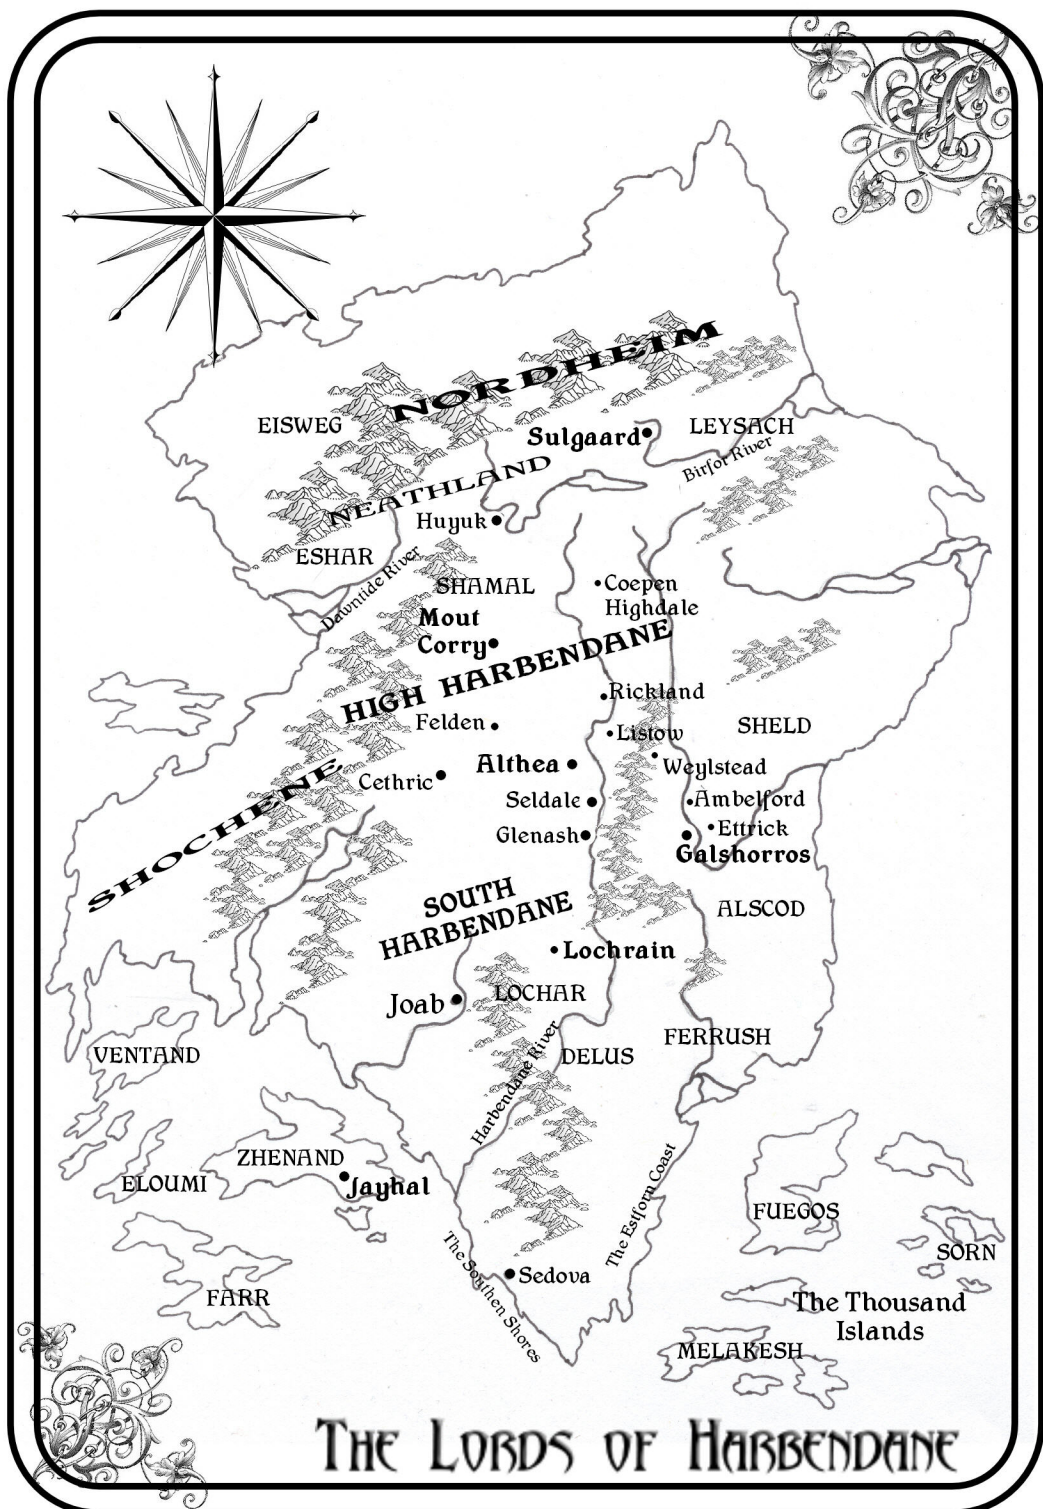 NORDHEIM
EISWEG
Sulgaard
LEYSACH
Birfor River
NEATHLAND
Huyuk
ESHAR
Dawntide River
SHAMAL
Coepen
Highdale
Mout
Corry
HIGH HARBENDANE
Rickland
Felden
Listow
SHELD
Althea
Weylstead
Cethric
SHOCHENE
Seldale
Ambelford
Glenash
Ettrick
Galshorros
SOUTH
HARBENDANE
ALSCOD
Lochrain
Joab
LOCHAR
Harbendane River
DELUS
FERRUSH
VENTAND
ZHENAND
ELOUMI
Jayhal
The Estforn Coast
FUEGOS
The Southen Shores
SORN
Sedova
FARR
The Thousand
Islands
MELAKESH
THE LORDS OF HARBENDANE